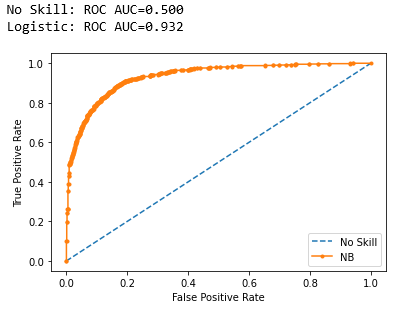 No Skill: ROC AUC=0.500
Logistic: ROC AUC=0.932
1.0
0.8
0.6
0.4
0.2
0.0
True Positive Rate
0.0 0.2 0.4 0.6 0.8 1.0
False Positive Rate
No Skill
NB